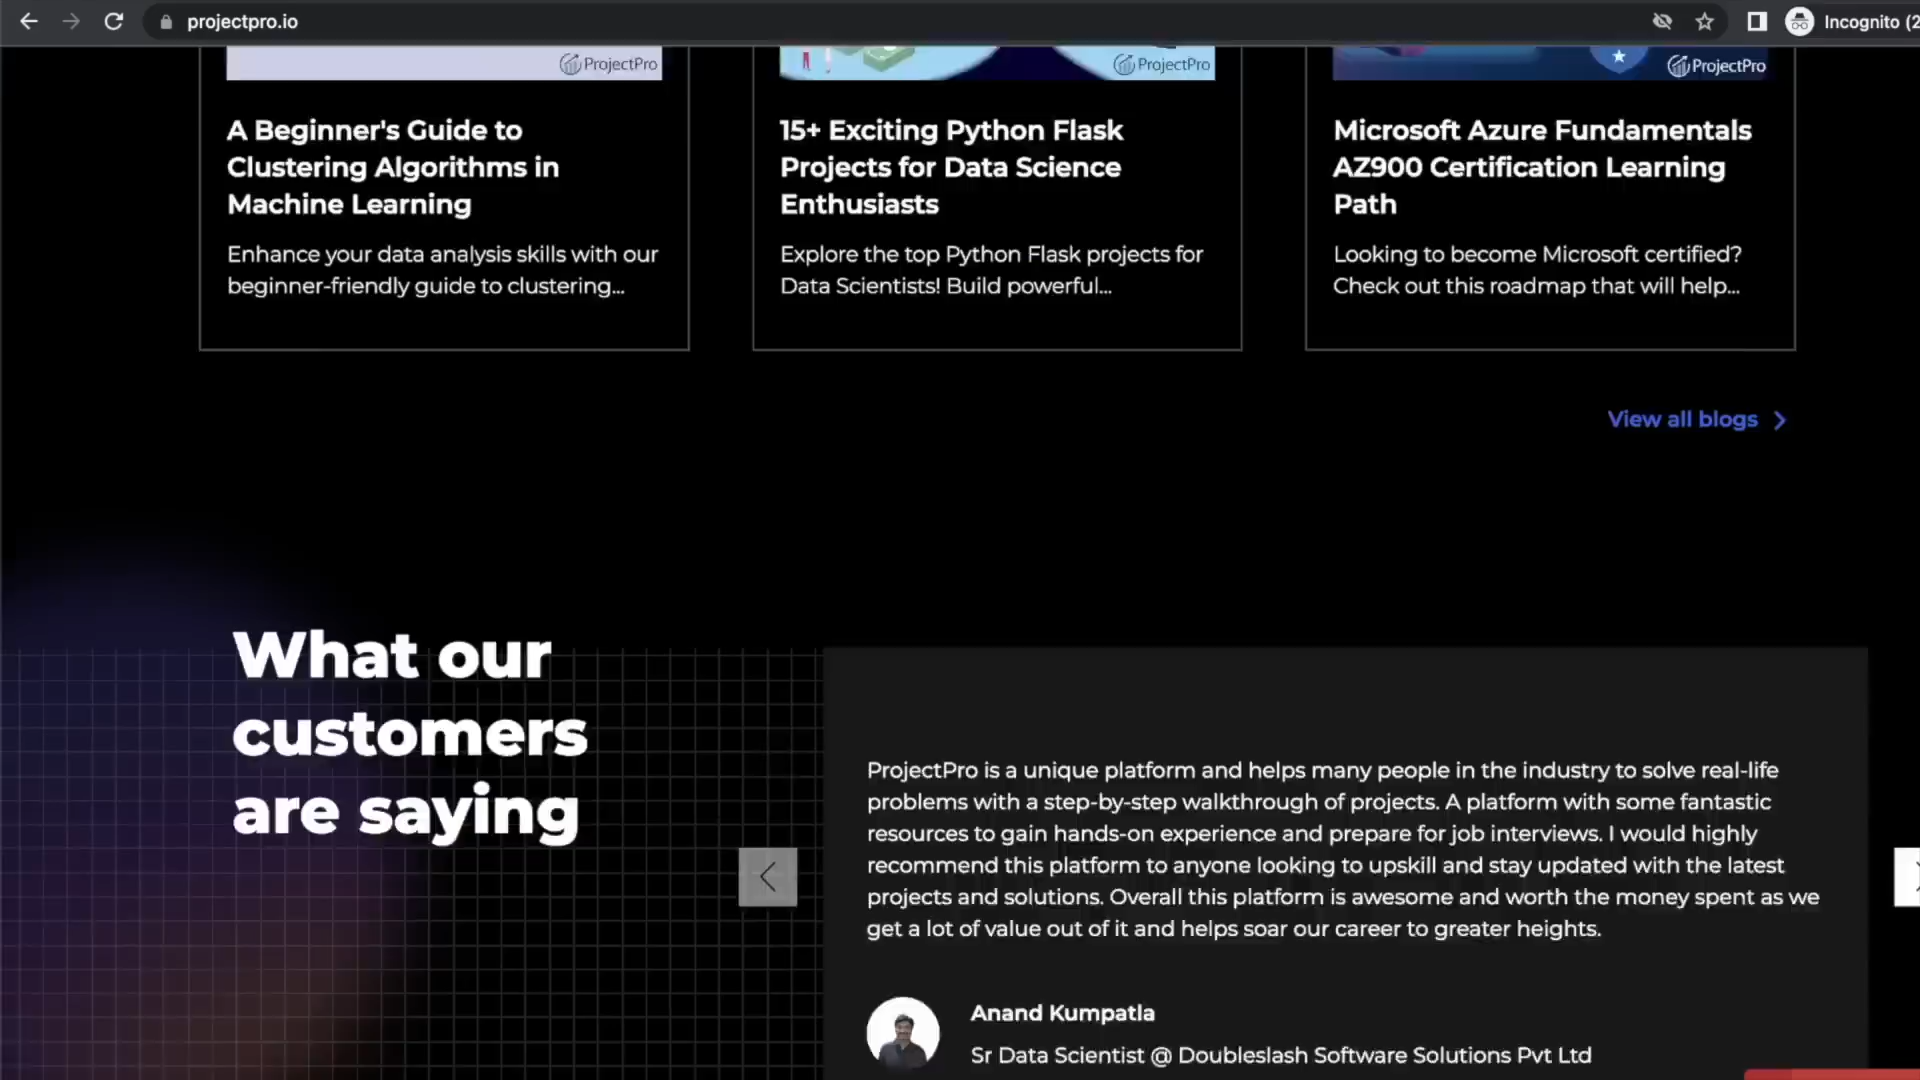 projectpro.io
Incognito (2
ProjectPro
ProjectPro
ProjectPro
A Beginner's Guide to
Clustering Algorithms in
Machine Learning
Enhance your data analysis skills with our
beginner-friendly guide to clustering...
15+ Exciting Python Flask
Projects for Data Science
Enthusiasts
Explore the top Python Flask projects for
Data Scientists! Build powerful...
Microsoft Azure Fundamentals
AZ900 Certification Learning
Path
Looking to become Microsoft certified?
Check out this roadmap that will help...
View all blogs
What our
customers
are saying
ProjectPro is a unique platform and helps many people in the industry to solve real-life
problems with a step-by-step walkthrough of projects. A platform with some fantastic
resources to gain hands-on experience and prepare for job interviews. I would highly
recommend this platform to anyone looking to upskill and stay updated with the latest
projects and solutions. Overall this platform is awesome and worth the money spent as we
get a lot of value out of it and helps soar our career to greater heights.
Anand Kumpatla
Sr Data Scientist @ Doubleslash Software Solutions Pvt Ltd